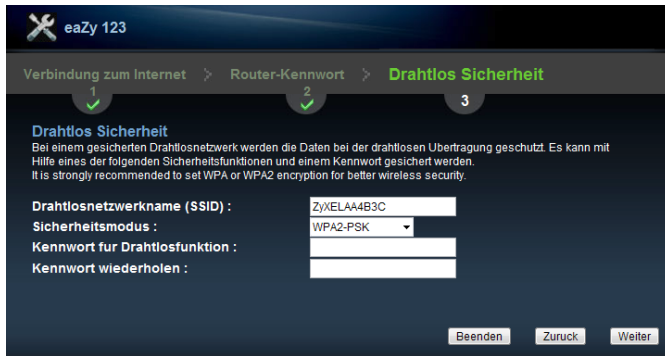 eaZy 123
Verbindung zum Internet > Router-Kennwort > Drahtlos Sicherheit
1 2 3
Drahtlos Sicherheit
Bei einem gesicherten Drahtlosnetzwerk werden die Daten bei der drahtlosen Ubertragung geschutzt. Es kann mit
Hilfe eines der folgenden Sicherheitsfunktionen und einem Kennwort gesichert werden.
It is strongly recommended to set WPA or WPA2 encryption for better wireless security.
Drahtlosnetzwerkname (SSID) : ZyXELAA4B3C
Sicherheitsmodus : WPA2-PSK
Kennwort fur Drahtlosfunktion :
Kennwort wiederholen :
Beenden Zuruck Weiter